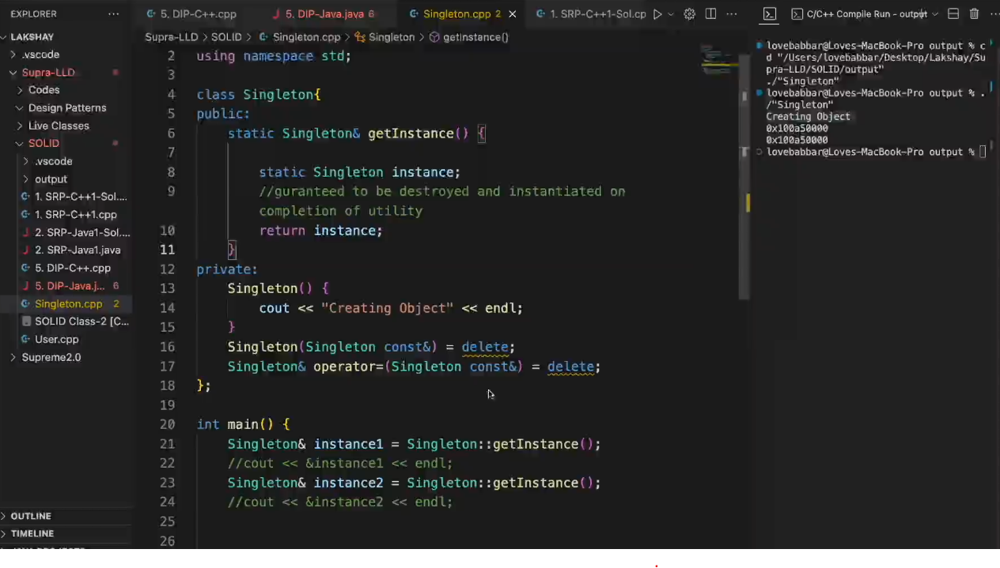 EXPLORER
LAKSHAY
.vscode
Supra-LLD
Codes
Design Patterns
Live Classes
SOLID
.vscode
output
1. SRP-C++1-Sol....
1. SRP-C++1.cpp
2. SRP-Java1-Sol....
2. SRP-Java1.java
5. DIP-C++.cpp
5. DIP-Java.j... 6
Singleton.cpp 2
SOLID Class-2 [C...
User.cpp
Supreme2.0
OUTLINE
TIMELINE
5. DIP-C++.cpp
5. DIP-Java.java 6
Singleton.cpp 2
1. SRP-C++1-Sol.cp
Supra-LLD > SOLID > Singleton.cpp > Singleton > getInstance()
2 using namespace std;
3
4 class Singleton{
5 public:
6 static Singleton& getInstance() {
7
8 static Singleton instance;
9 //guranteed to be destroyed and instantiated on
completion of utility
10 return instance;
11 }
12 private:
13 Singleton() {
14 cout << "Creating Object" << endl;
15 }
16 Singleton(Singleton const&) = delete;
17 Singleton& operator=(Singleton const&) = delete;
18 };
19
20 int main() {
21 Singleton& instance1 = Singleton::getInstance();
22 //cout << &instance1 << endl;
23 Singleton& instance2 = Singleton::getInstance();
24 //cout << &instance2 << endl;
25
26
C/C++ Compile Run - output
lovebabbar@Loves-MacBook-Pro output % c
d "/Users/lovebabbar/Desktop/Lakshay/Su
pra-LLD/SOLID/output"
./"Singleton"
lovebabbar@Loves-MacBook-Pro output % .
/"Singleton"
Creating Object
0x100a50000
0x100a50000
lovebabbar@Loves-MacBook-Pro output %